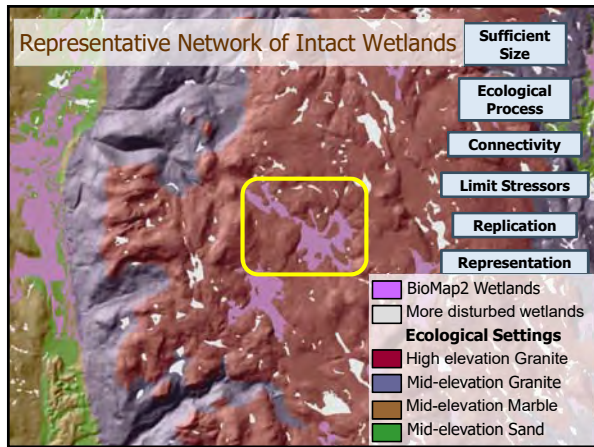 Representative Network of Intact Wetlands
Sufficient
Size
Ecological
Process
Connectivity
Limit Stressors
Replication
Representation
BioMap2 Wetlands
More disturbed wetlands
Ecological Settings
High elevation Granite
Mid-elevation Granite
Mid-elevation Marble
Mid-elevation Sand